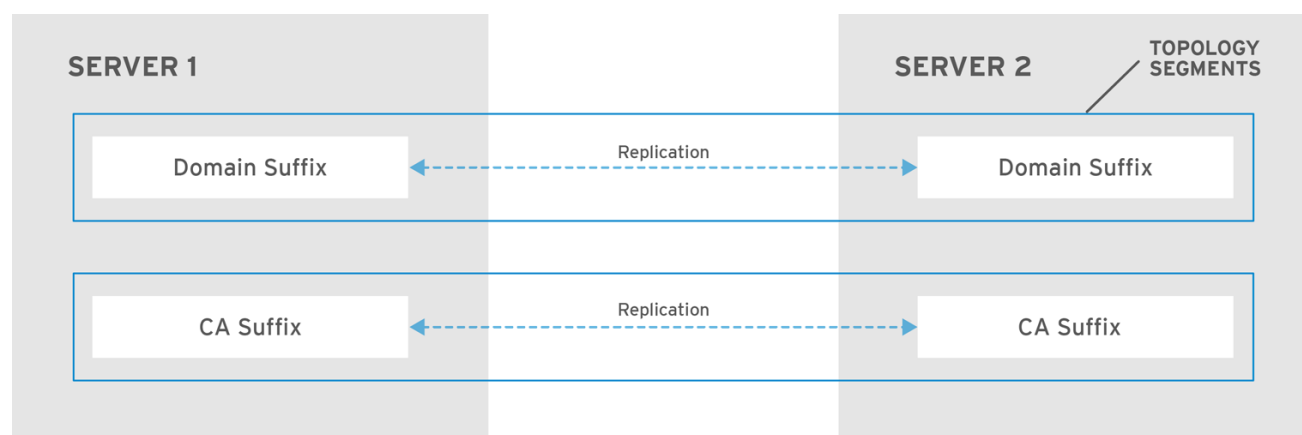 SERVER 1
SERVER 2
TOPOLOGY
SEGMENTS
Domain Suffix
Replication
Domain Suffix
CA Suffix
Replication
CA Suffix